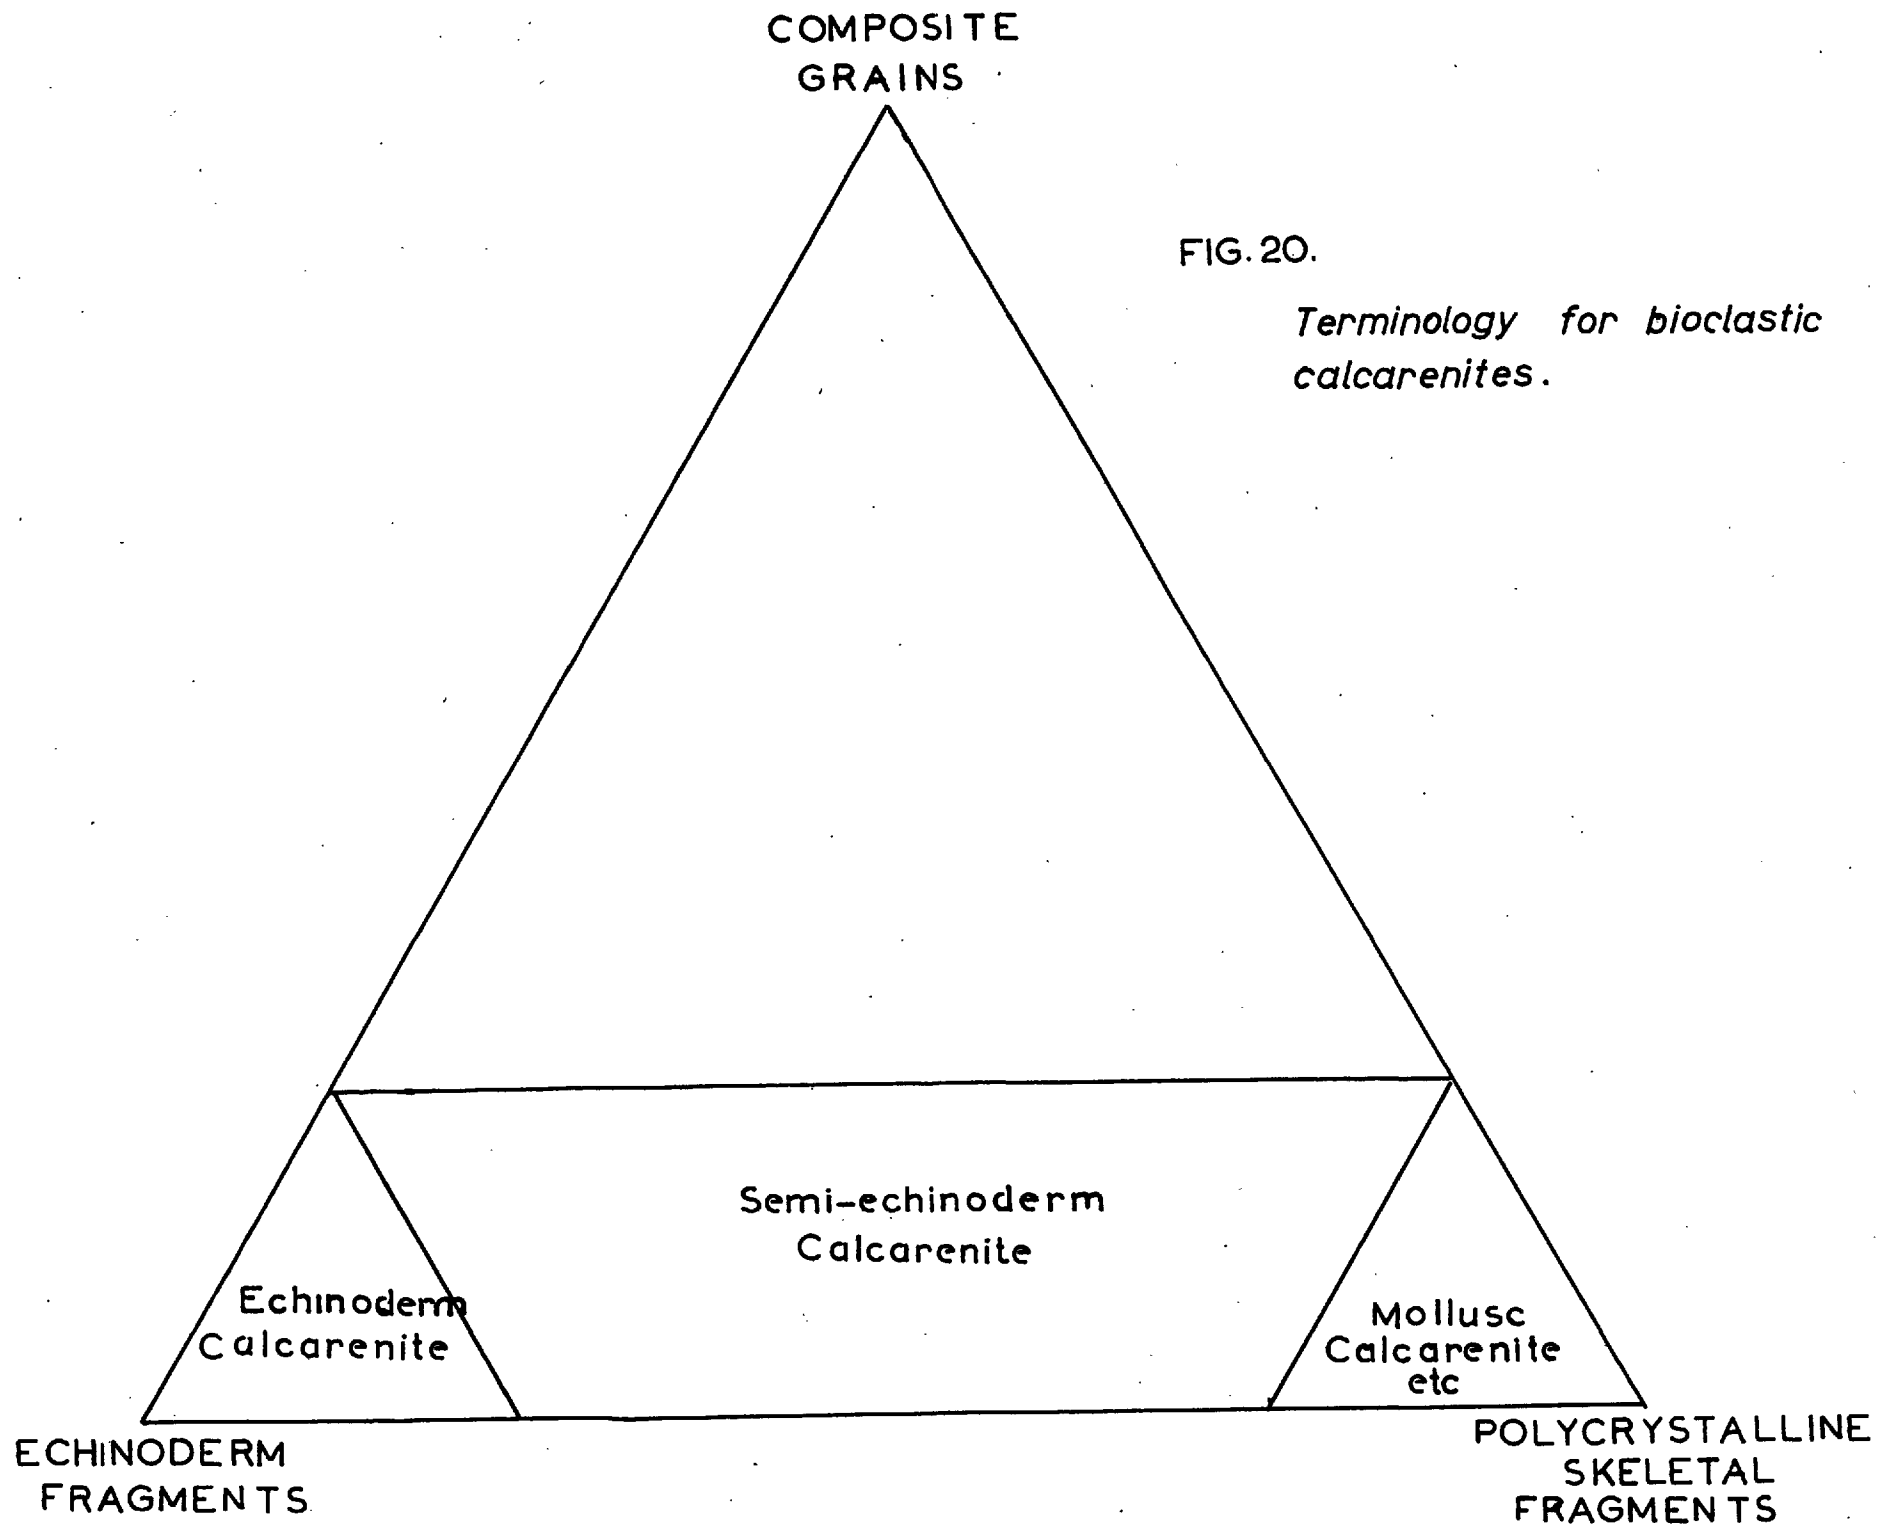 COMPOSITE
GRAINS
FIG. 20.
Terminology for bioclastic
calcarenites.
Semi-echinoderm
Calcarenite
Echinoderm
Calcarenite
Mollusc
Calcarenite
etc
ECHINODERM
FRAGMENTS
POLYCRYSTALLINE
SKELETAL
FRAGMENTS